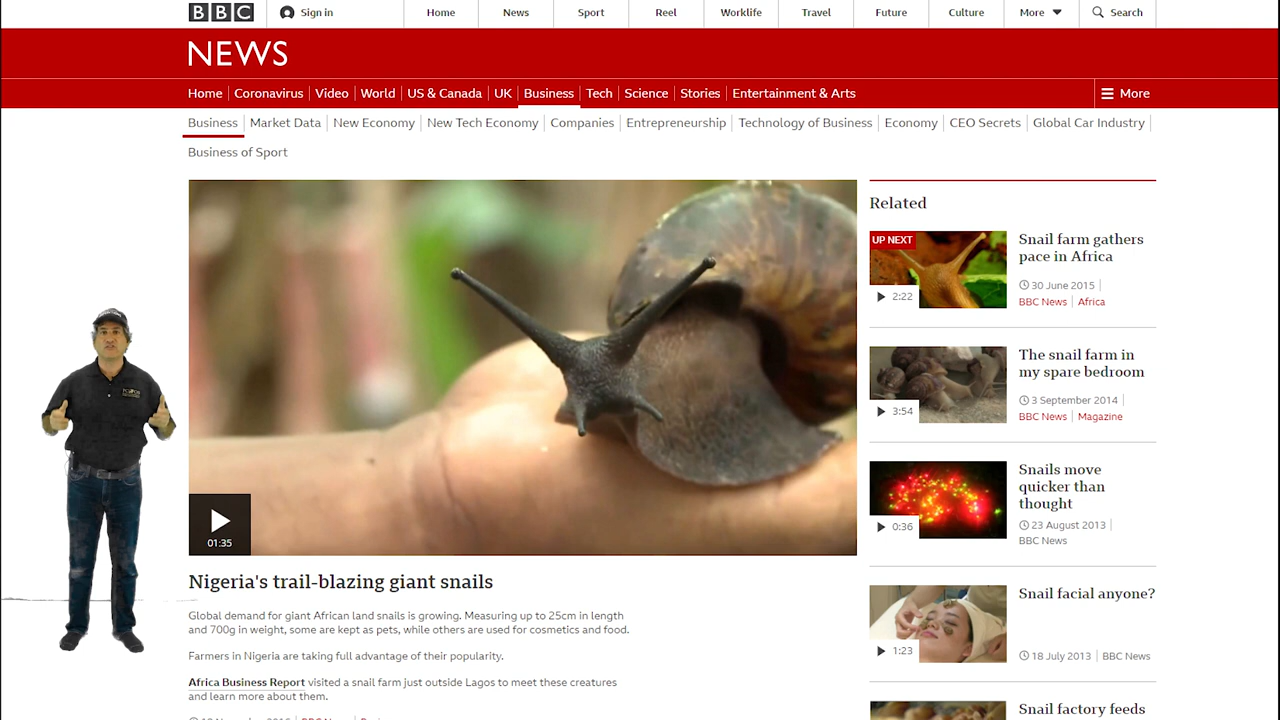 BBC
Sign in
Home
News
Sport
Reel
Worklife
Travel
Future
Culture
More
Search
NEWS
Home
Coronavirus
Video
World
US & Canada
UK
Business
Tech
Science
Stories
Entertainment & Arts
More
Business
Market Data
New Economy
New Tech Economy
Companies
Entrepreneurship
Technology of Business
Economy
CEO Secrets
Global Car Industry
Business of Sport
01:35
Nigeria's trail-blazing giant snails
Global demand for giant African land snails is growing. Measuring up to 25cm in length
and 700g in weight, some are kept as pets, while others are used for cosmetics and food.
Farmers in Nigeria are taking full advantage of their popularity.
Africa Business Report visited a snail farm just outside Lagos to meet these creatures
and learn more about them.
Related
UP NEXT
2:22
Snail farm gathers
pace in Africa
30 June 2015
BBC News
Africa
3:54
The snail farm in
my spare bedroom
3 September 2014
BBC News
Magazine
0:36
Snails move
quicker than
thought
23 August 2013
BBC News
1:23
Snail facial anyone?
18 July 2013
BBC News
Snail factory feeds